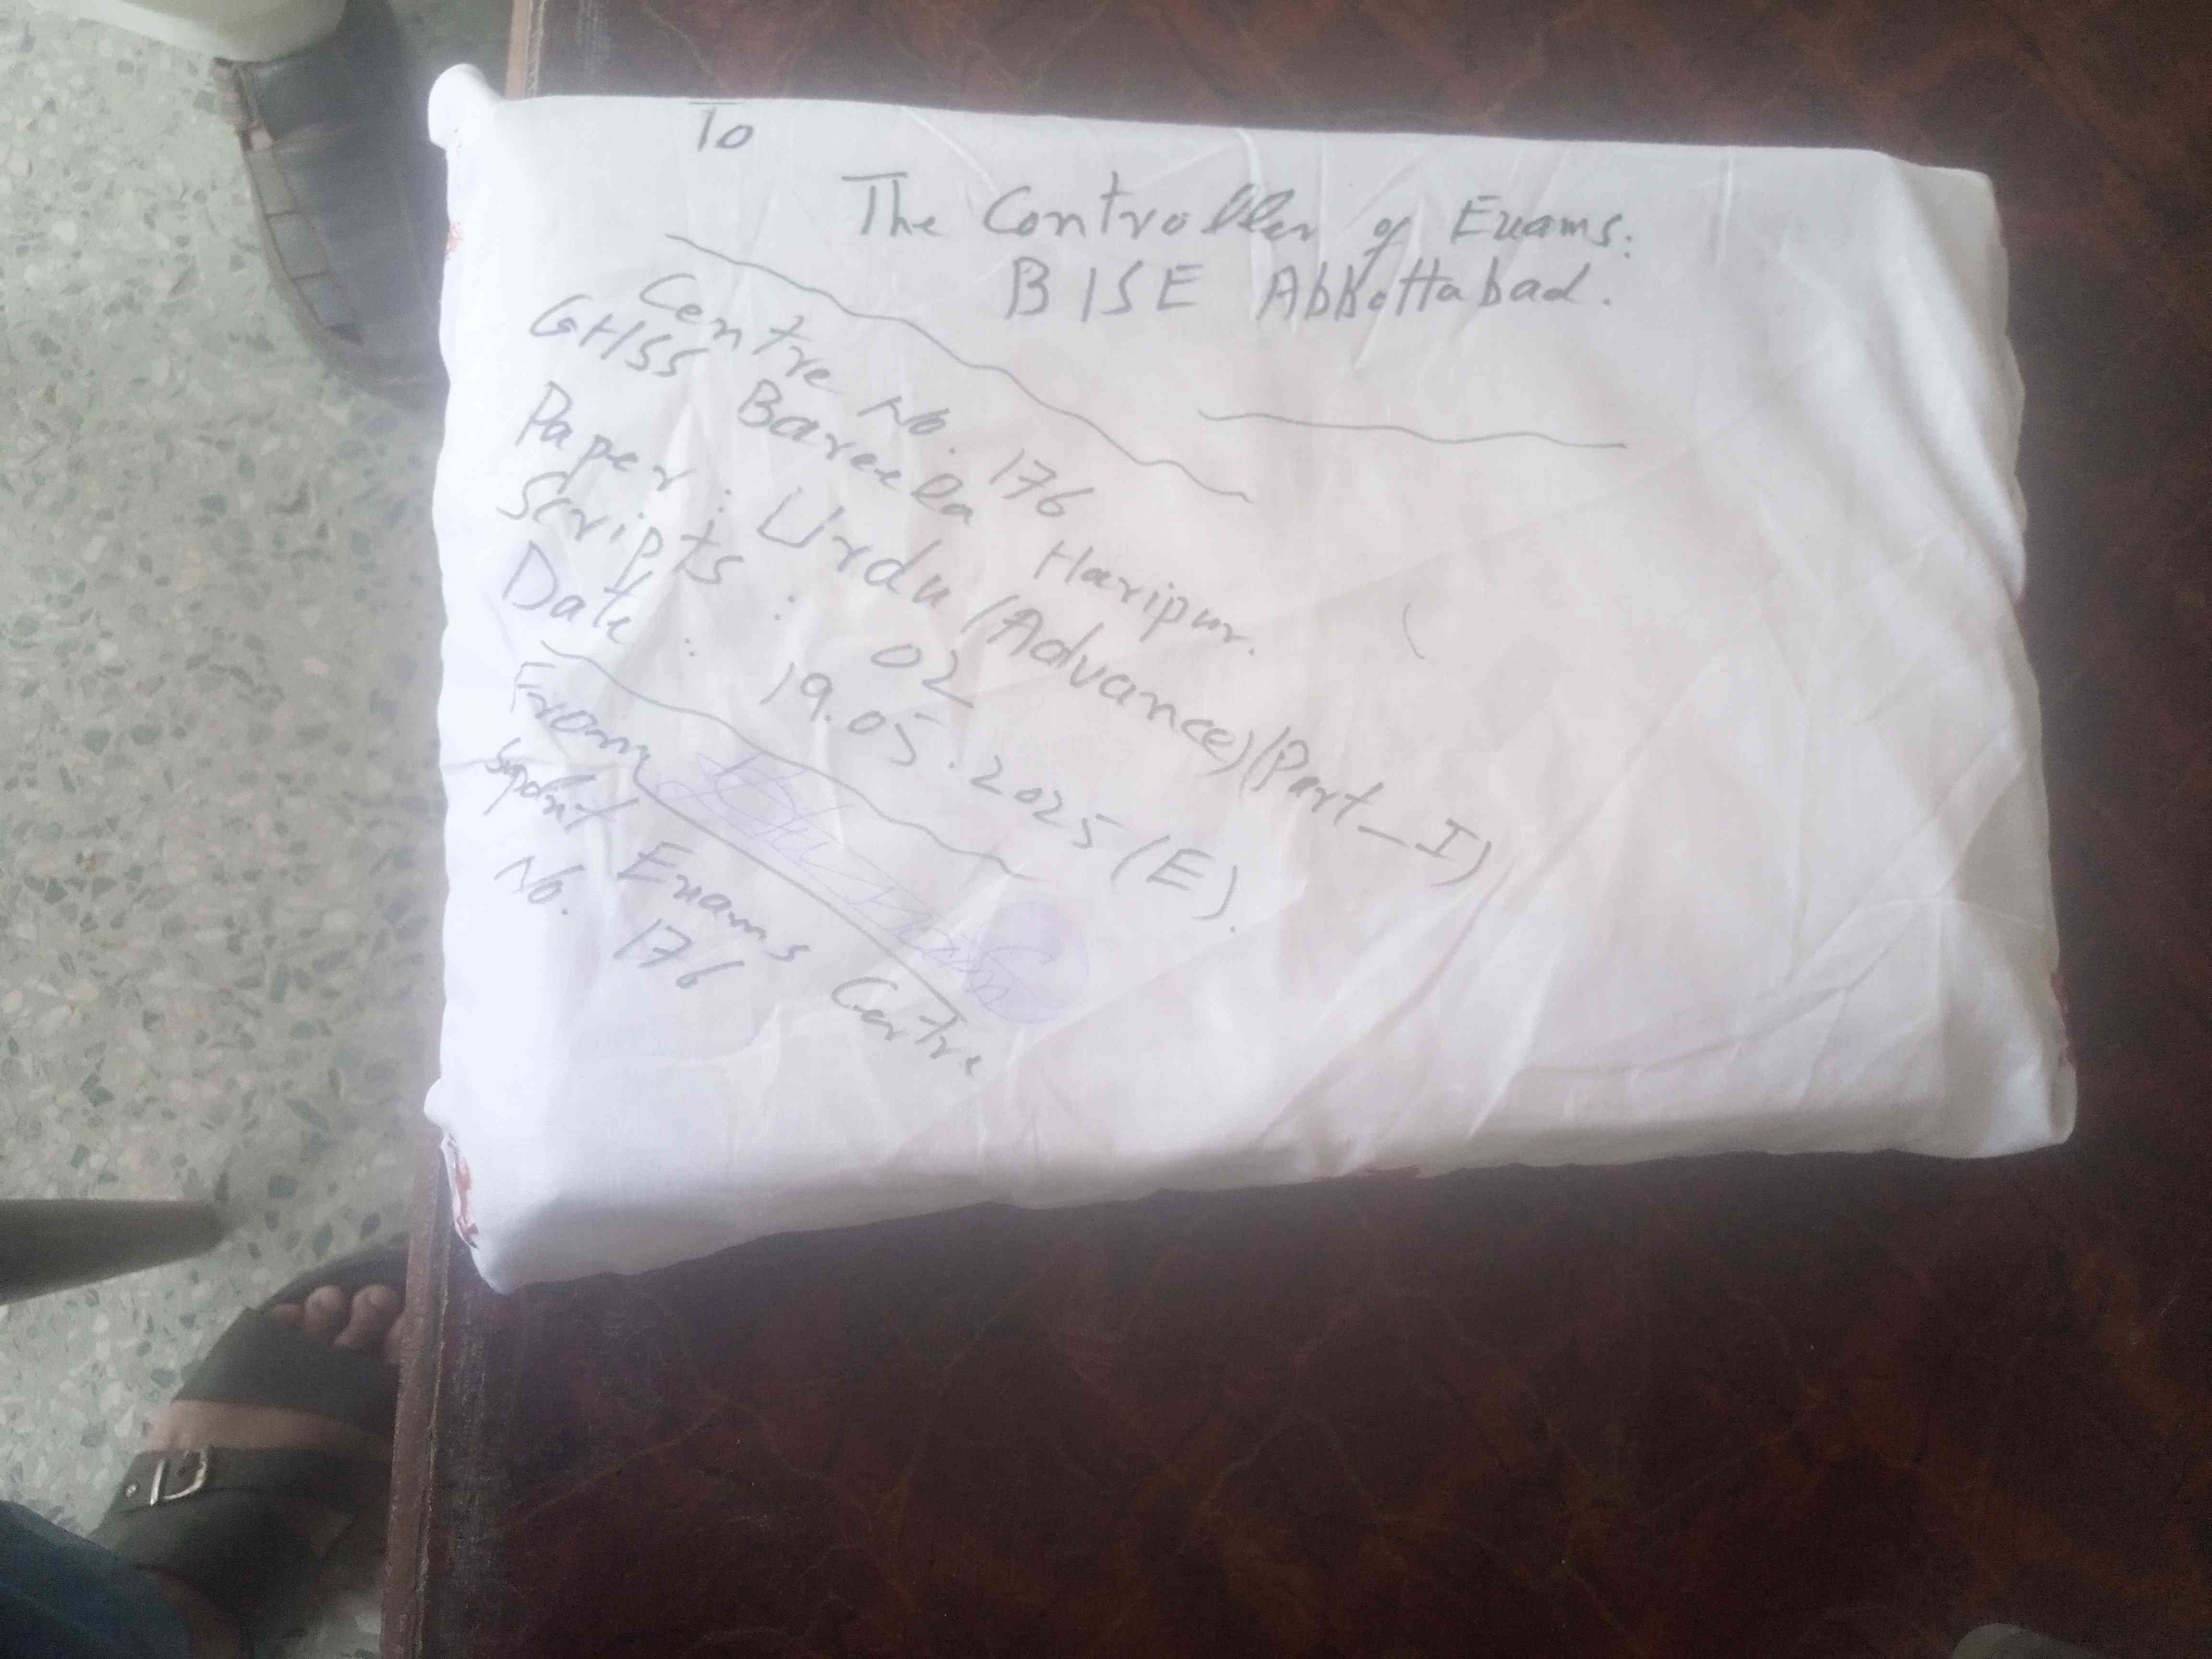 To
The Controller of Exams:
BISE Abbottabad.
Centre No. 176
GHSS Bareela Haripur.
Paper: Urdu (Advance)(Part_I)
Scripts: 02
Date: 19.05.2025(E).
From
Supdnt Exams Centre
No. 176